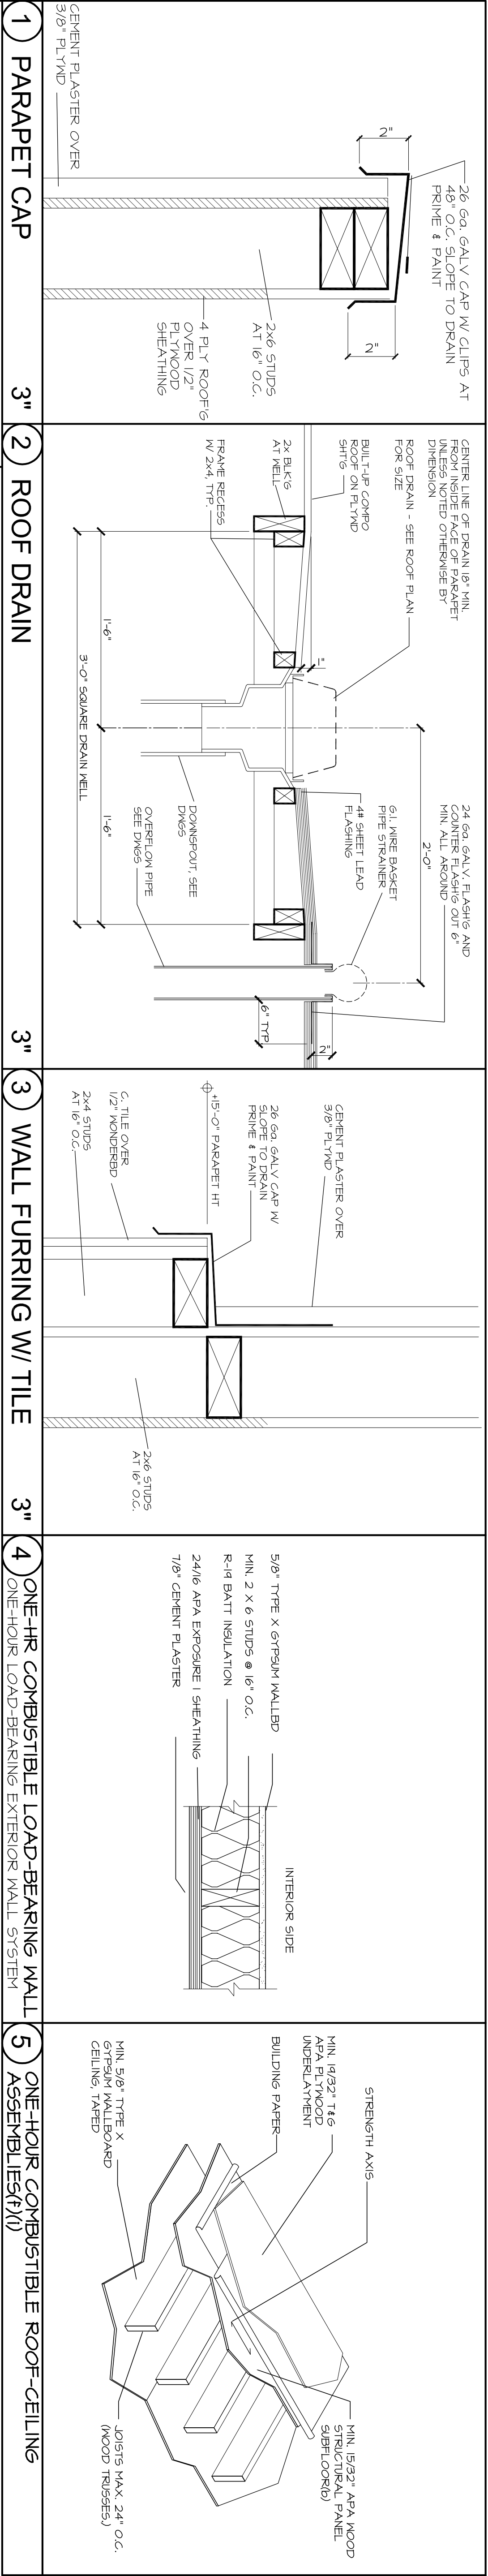 26 Ga. GALV CAP W/ CLIPS AT
48" O.C. SLOPE TO DRAIN
PRIME & PAINT
2"
2"
2x6 STUDS
AT 16" O.C.
4 PLY ROOF'G
OVER 1/2"
PLYWOOD
SHEATHING
CEMENT PLASTER OVER
3/8" PLYWD
1 PARAPET CAP 3"
CENTER LINE OF DRAIN 18" MIN.
FROM INSIDE FACE OF PARAPET
UNLESS NOTED OTHERWISE BY
DIMENSION
ROOF DRAIN - SEE ROOF PLAN
FOR SIZE
BUILT-UP COMPO
ROOF ON PLYWD
SHT'G
2x BLK'G
AT WELL
FRAME RECESS
W/ 2x4, TYP.
24 Ga. GALV. FLASH'G AND
COUNTER FLASH'G OUT 6"
MIN. ALL AROUND
2'-0"
G.I. WIRE BASKET
PIPE STRAINER
4# SHEET LEAD
FLASHING
1"
2"
6" TYP
DOWNSPOUT, SEE
DWGS
OVERFLOW PIPE
SEE DWGS
1'-6"
1'-6"
3'-0" SQUARE DRAIN WELL
2 ROOF DRAIN 3"
CEMENT PLASTER OVER
3/8" PLYWD
26 Ga. GALV CAP W/
SLOPE TO DRAIN
PRIME & PAINT
+15'-0" PARAPET HT
C. TILE OVER
1/2" WONDERBD
2x4 STUDS
AT 16" O.C.
2x6 STUDS
AT 16" O.C.
3 WALL FURRING W/ TILE 3"
5/8" TYPE X GYPSUM WALLBD
MIN. 2 X 6 STUDS @ 16" O.C.
R-19 BATT INSULATION
24/16 APA EXPOSURE 1 SHEATHING
7/8" CEMENT PLASTER
INTERIOR SIDE
4 ONE-HR COMBUSTIBLE LOAD-BEARING WALL
ONE-HOUR LOAD-BEARING EXTERIOR WALL SYSTEM
STRENGTH AXIS
MIN. 19/32" T&G
APA PLYWOOD
UNDERLAYMENT
BUILDING PAPER
MIN. 5/8" TYPE X
GYPSUM WALLBOARD
CEILING, TAPED
MIN. 15/32" APA WOOD
STRUCTURAL PANEL
SUBFLOOR(b)
JOISTS MAX. 24" O.C.
(WOOD TRUSSES.)
5 ONE-HOUR COMBUSTIBLE ROOF-CEILING
ASSEMBLIES(f)(i)